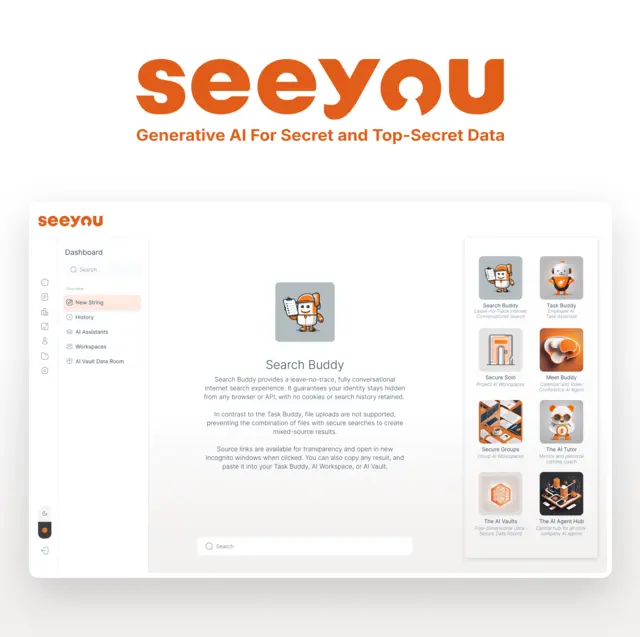 seeyou
Generative AI For Secret and Top-Secret Data
seeyou
Dashboard
Search
New String
History
AI Assistants
Workspaces
AI Vault Data Room
Search Buddy
Search Buddy provides a leave-no-trace, fully conversational
internet search experience. It guarantees your identity stays hidden
from any browser or API, with no cookies or search history retained.
In contrast to the Task Buddy, file uploads are not supported,
preventing the combination of files with secure searches to create
mixed-source results.
Source links are available for transparency and open in new
incognito windows when clicked. You can also copy any result, and
paste it into your Task Buddy, AI Workspace, or AI Vault.
Search
Search Buddy
Leave-no-Trace Internet
Conversational Search
Task Buddy
Employee AI
Task Assistant
Secure Solo
Project AI Workspaces
Meet Buddy
Calendar and Video
Conference AI Agent
Secure Groups
Group AI Workspaces
The AI Tutor
Mentor and personal
training coach
The AI Vaults
Secure Data Rooms
The AI Agent Hub
Central hub for all
company AI agents